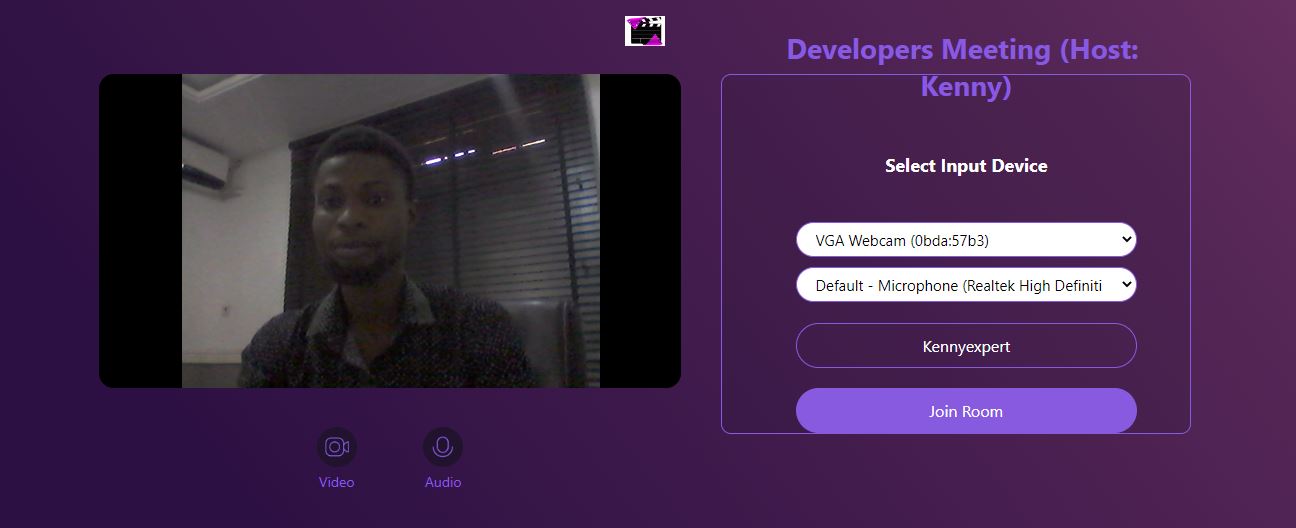 Developers Meeting (Host:
Kenny)
Select Input Device
VGA Webcam (0bda:57b3)
Default - Microphone (Realtek High Definiti
Kennyexpert
Join Room
Video
Audio